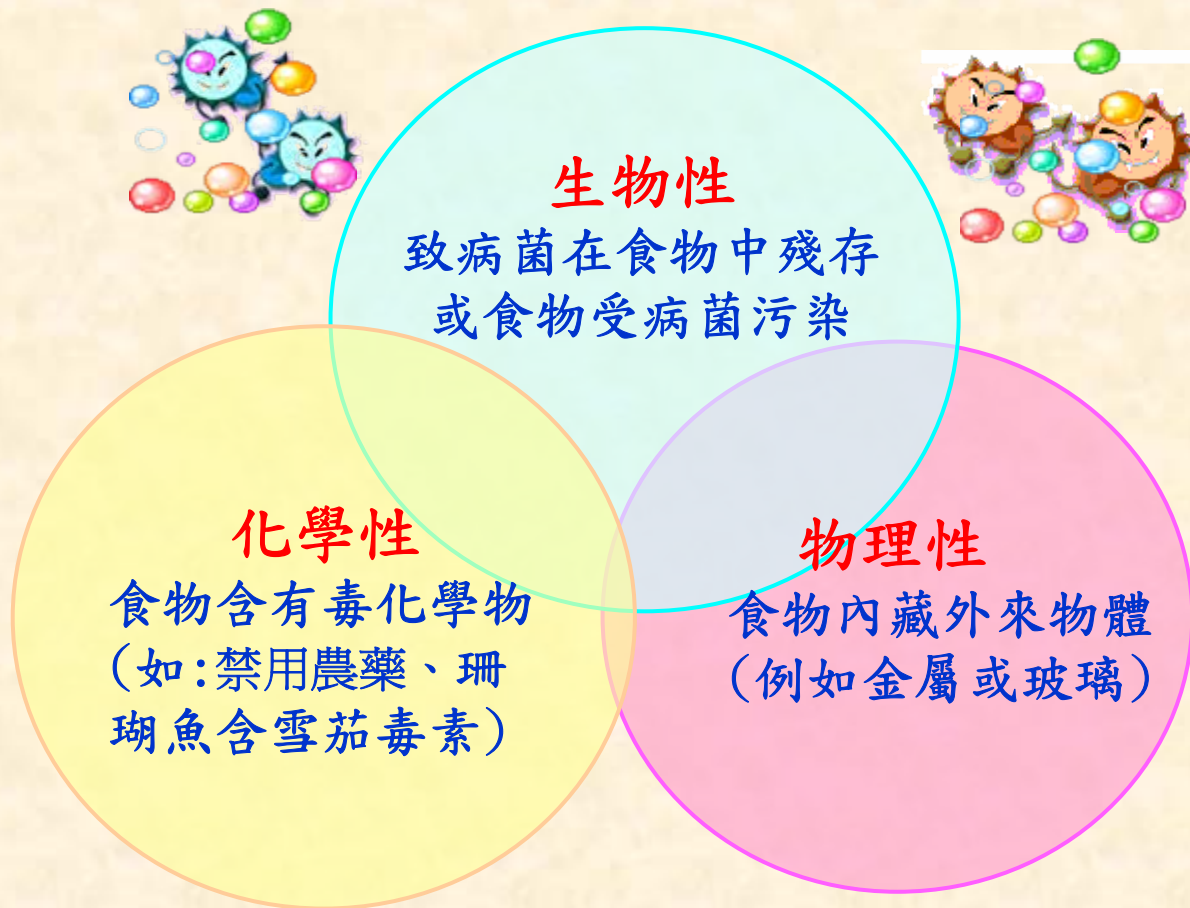 生物性
致病菌在食物中殘存
或食物受病菌污染
化學性
食物含有毒化學物
(如:禁用農藥、珊
瑚魚含雪茄毒素)
物理性
食物內藏外來物體
(例如金屬或玻璃)